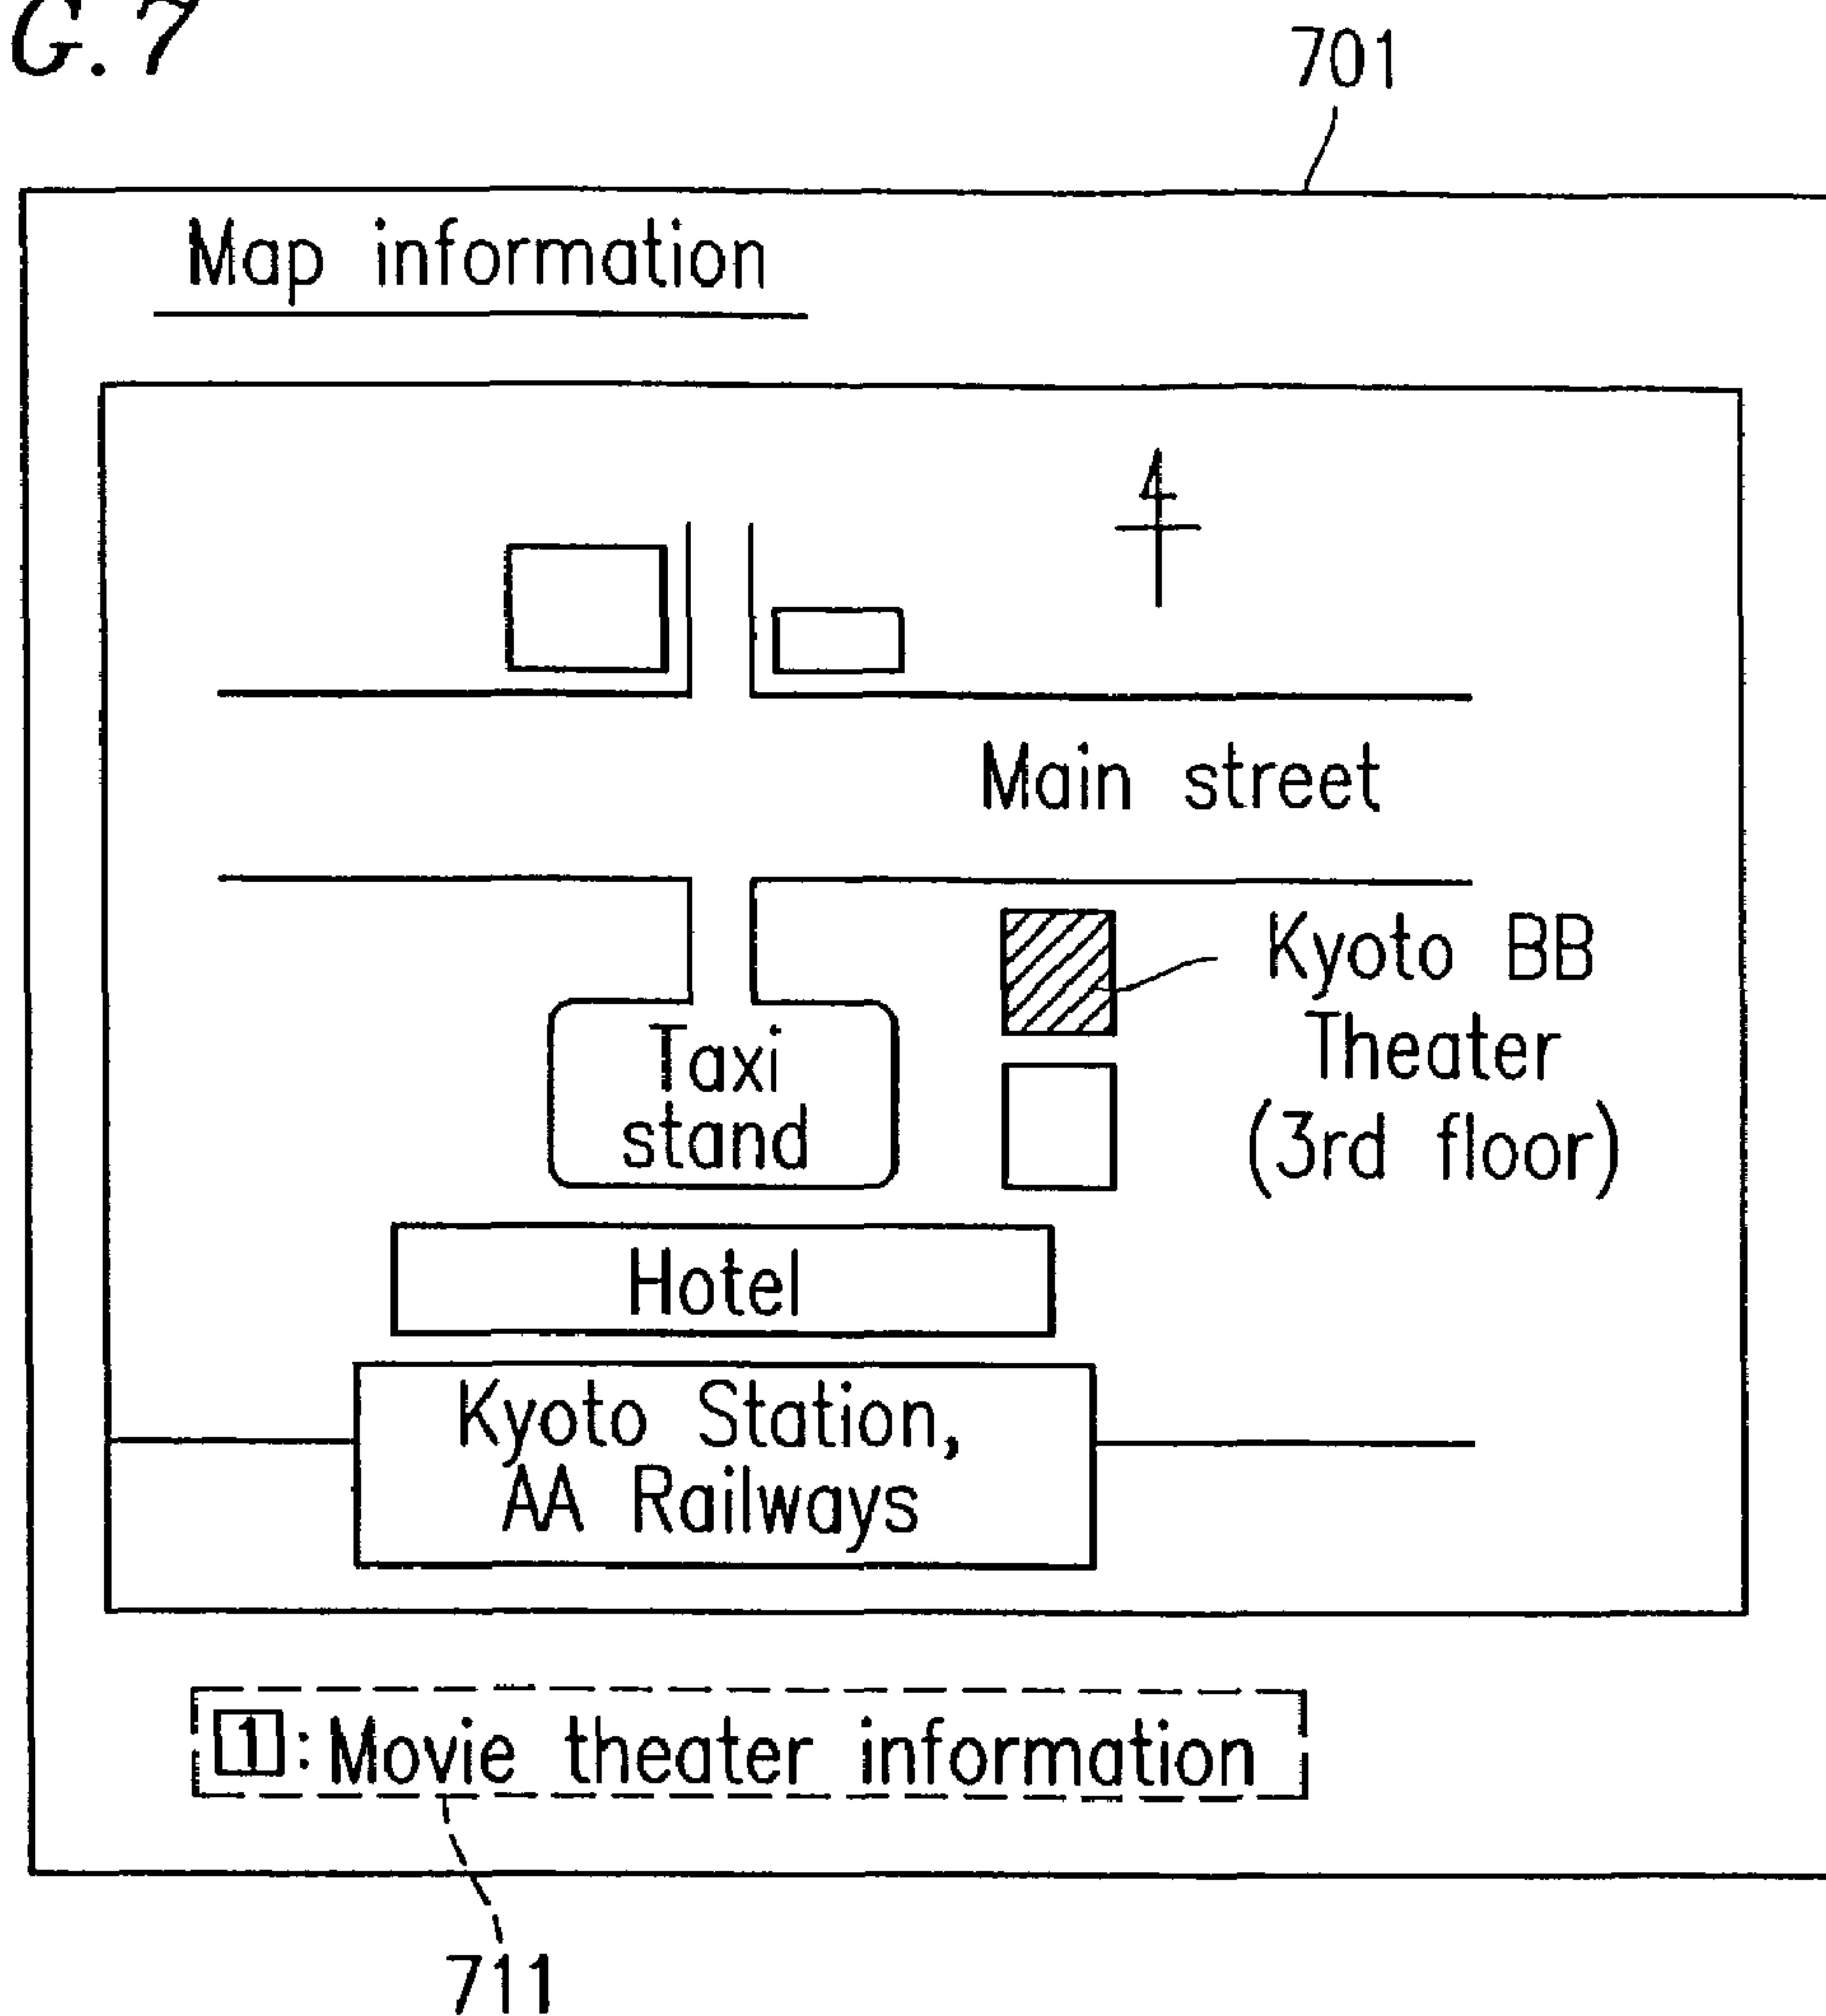 G. 7
701
Map information
Main street
Kyoto BB
Theater
(3rd floor)
Taxi
stand
Hotel
Kyoto Station,
AA Railways
1: Movie theater information
711